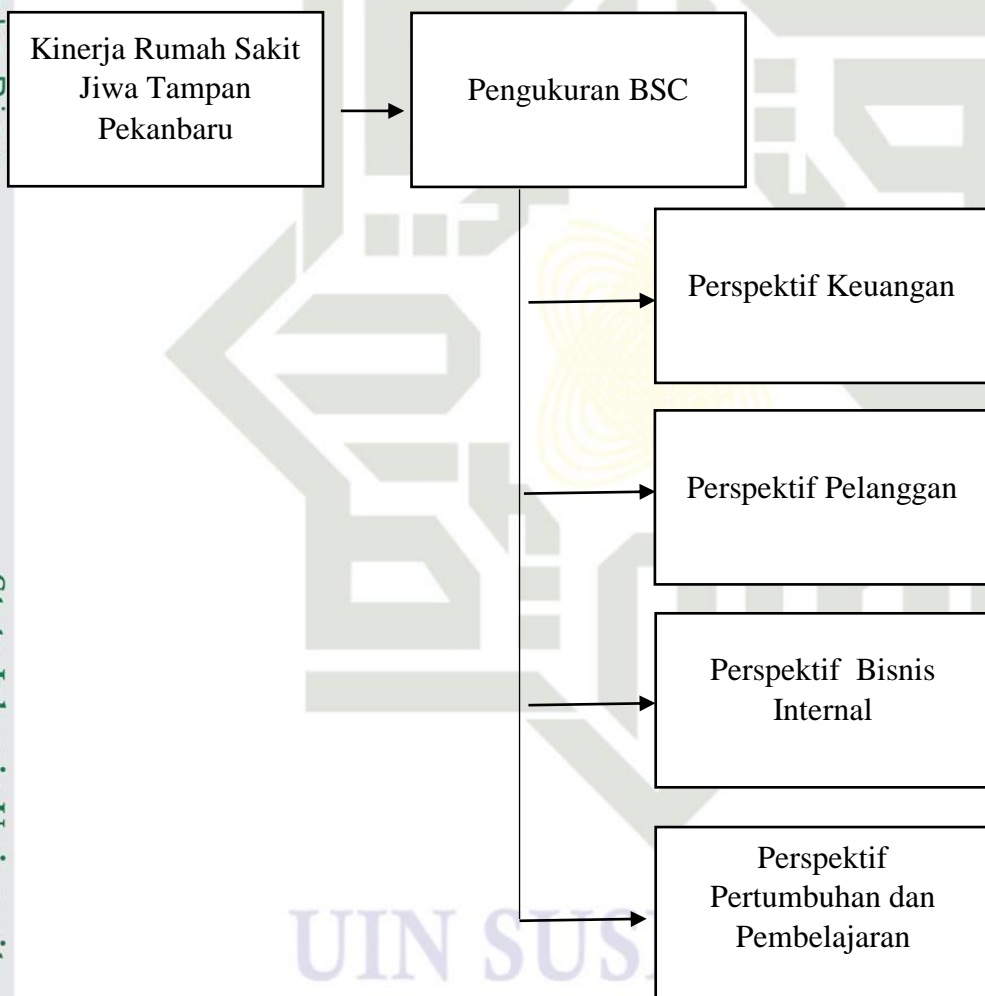 Kinerja Rumah Sakit
Jiwa Tampan
Pekanbaru
Pengukuran BSC
Perspektif Keuangan
Perspektif Pelanggan
Perspektif Bisnis
Internal
Perspektif
Pertumbuhan dan
Pembelajaran
UIN